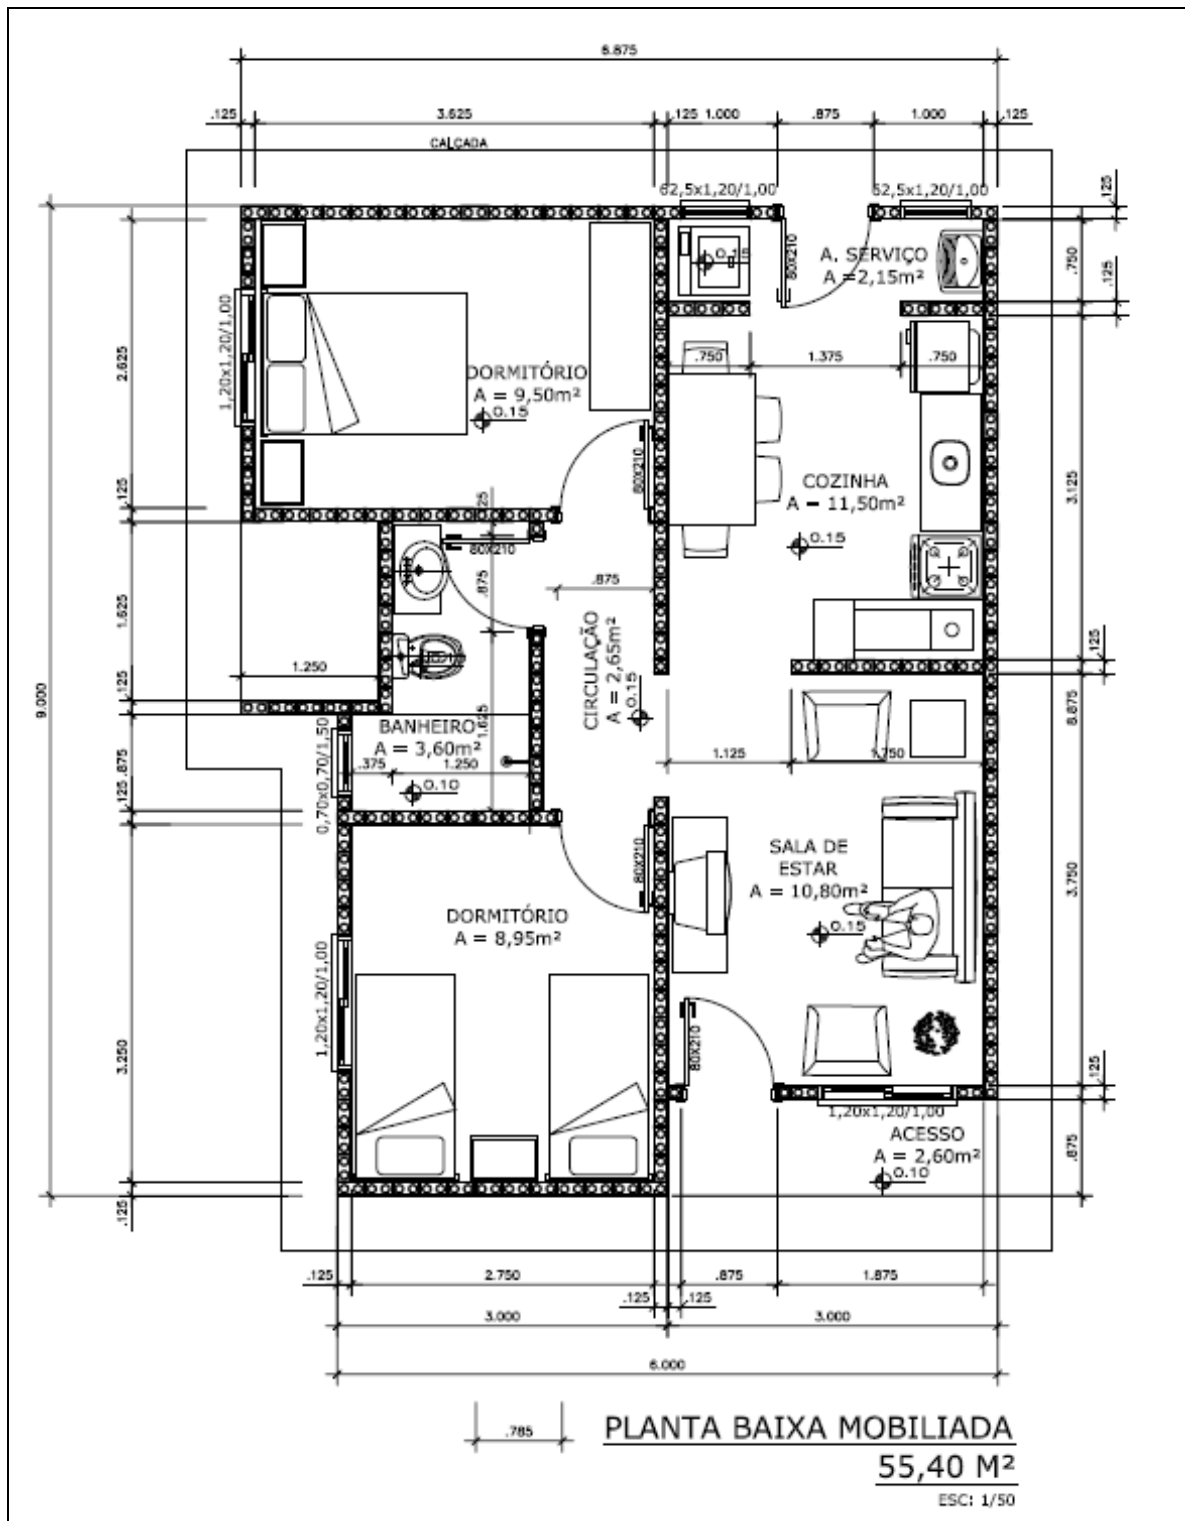 6.875
.125
3.625
.125
1.000
.875
1.000
.125
CALÇADA
62,5x1,20/1,00
52,5x1,20/1,00
.125
80X210
0.15
A. SERVIÇO
A =2,15m²
.750
.125
2.625
1,20x1,20/1,00
.750
1.375
.750
DORMITÓRIO
A = 9,50m²
0.15
80X210
COZINHA
A = 11,50m²
0.15
3.125
.125
80X210
.875
.875
1.625
1.250
CIRCULAÇÃO
A = 2,65m²
0.15
.125
.125
9.000
8.875
BANHEIRO
A = 3,60m²
1.625
.375
1.250
0.10
0,70x0,70/1,50
.875
.125
1.125
1.750
80X210
SALA DE
ESTAR
A = 10,80m²
0.15
3.750
DORMITÓRIO
A = 8,95m²
1,20x1,20/1,00
3.250
80X210
.125
1,20x1,20/1,00
ACESSO
A = 2,60m²
0.10
.875
.125
.125
2.750
.875
1.875
.125
.125
3.000
3.000
6.000
.785
PLANTA BAIXA MOBILIADA
55,40 M²
ESC: 1/50